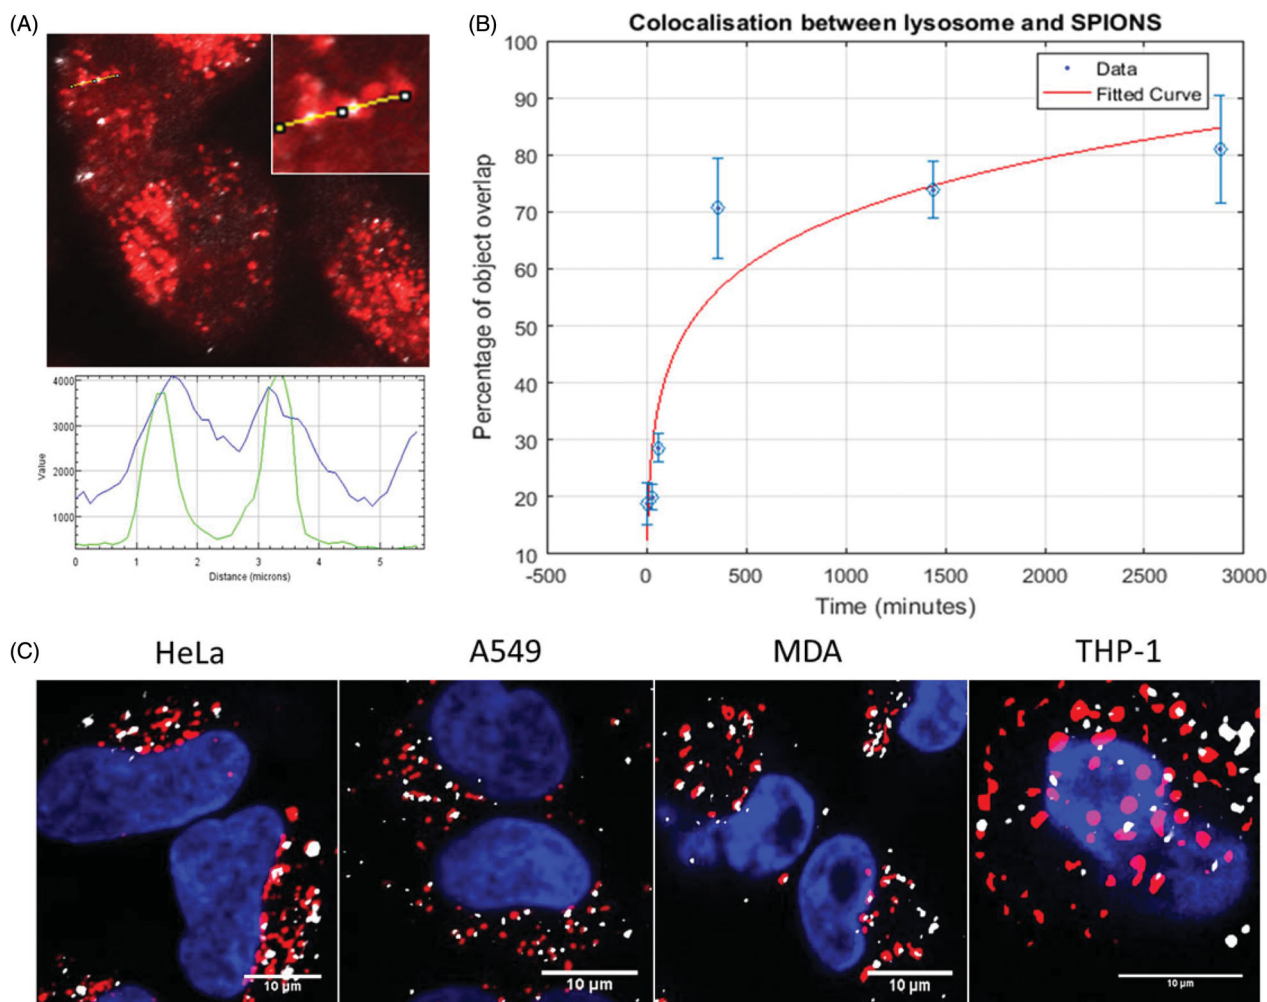 (A)
4000
3000
2000
1000
Value
0 1 2 3 4 5
Distance (microns)
(B)
Colocalisation between lysosome and SPIONS
Data
Fitted Curve
100
90
80
70
60
50
40
30
20
10
Percentage of object overlap
-500 0 500 1000 1500 2000 2500 3000
Time (minutes)
(C)
HeLa A549 MDA THP-1
10 μm 10 μm 10 μm 10 μm